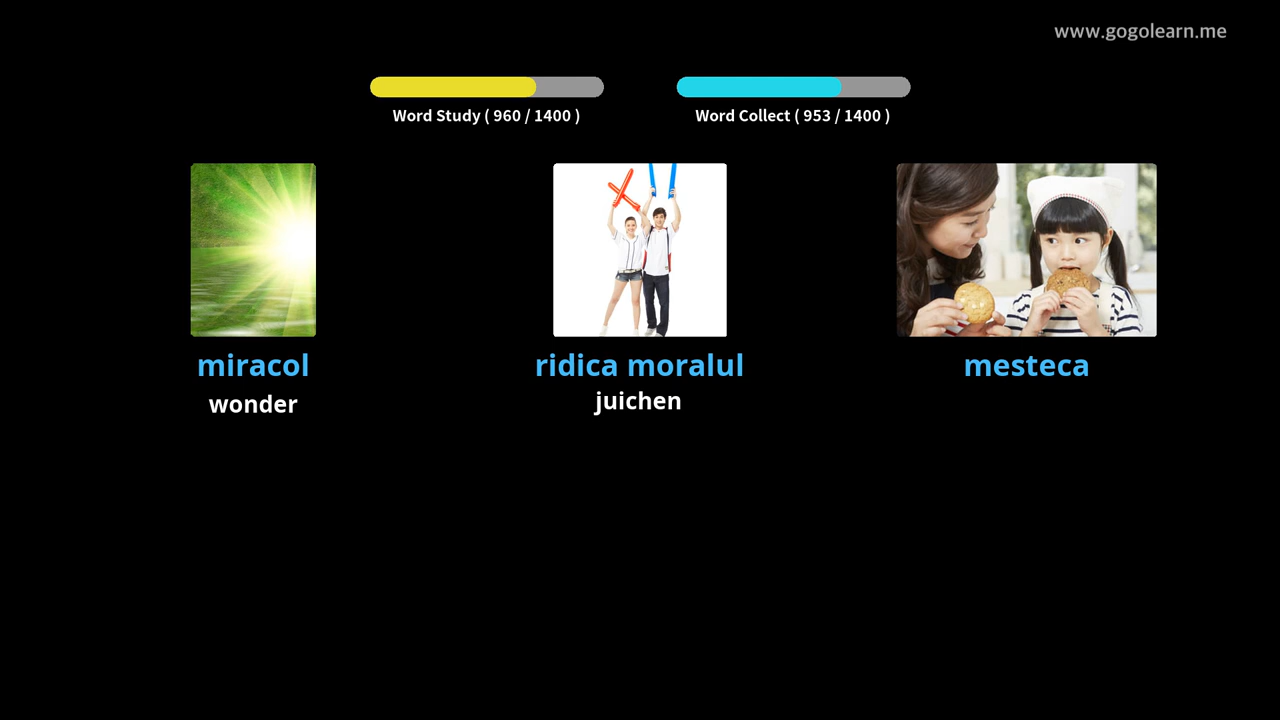 www.gogolearn.me
Word Study ( 960 / 1400 )
Word Collect ( 953 / 1400 )
miracol
ridica moralul
mesteca
wonder
juichen